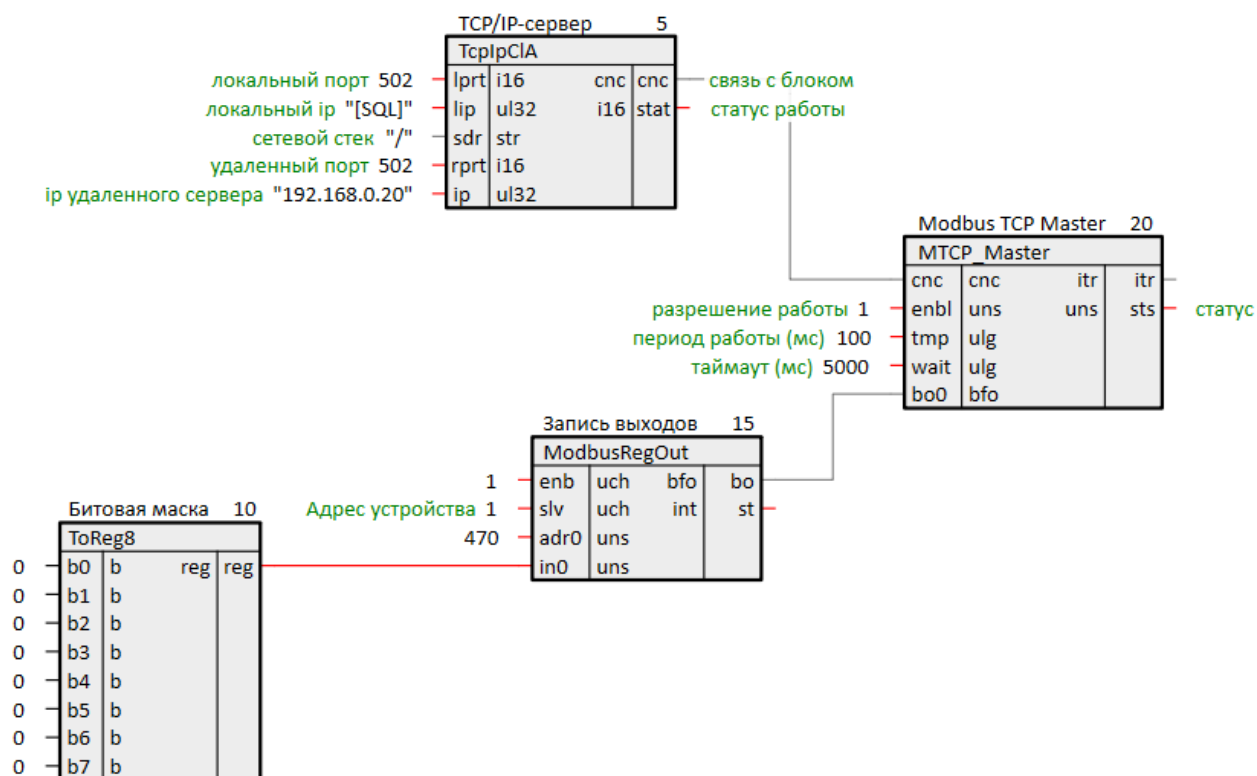 TCP/IP-сервер 5
TcpIpClA
локальный порт 502 lprt i16 cnc cnc связь с блоком
локальный ip "[SQL]" lip ul32 i16 stat статус работы
сетевой стек "/" sdr str
удаленный порт 502 rprt i16
ip удаленного сервера "192.168.0.20" ip ul32
Modbus TCP Master 20
MTCP_Master
cnc cnc itr itr
разрешение работы 1 enbl uns uns sts статус
период работы (мс) 100 tmp ulg
таймаут (мс) 5000 wait ulg
bo0 bfo
Запись выходов 15
ModbusRegOut
1 enb uch bfo bo
Адрес устройства 1 slv uch int st
470 adr0 uns
in0 uns
Битовая маска 10
ToReg8
0 b0 b reg reg
0 b1 b
0 b2 b
0 b3 b
0 b4 b
0 b5 b
0 b6 b
0 b7 b